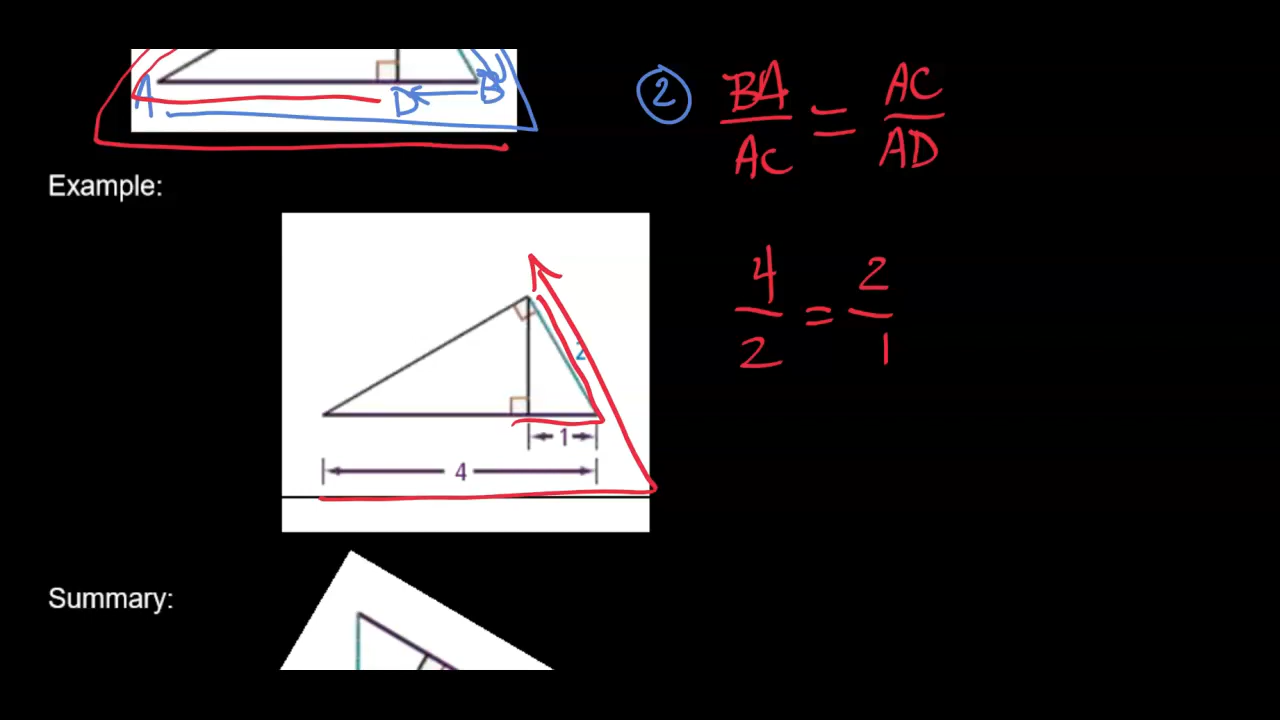 A D B
② BA/AC = AC/AD
Example:
4/2 = 2/1
2
1
4
Summary: